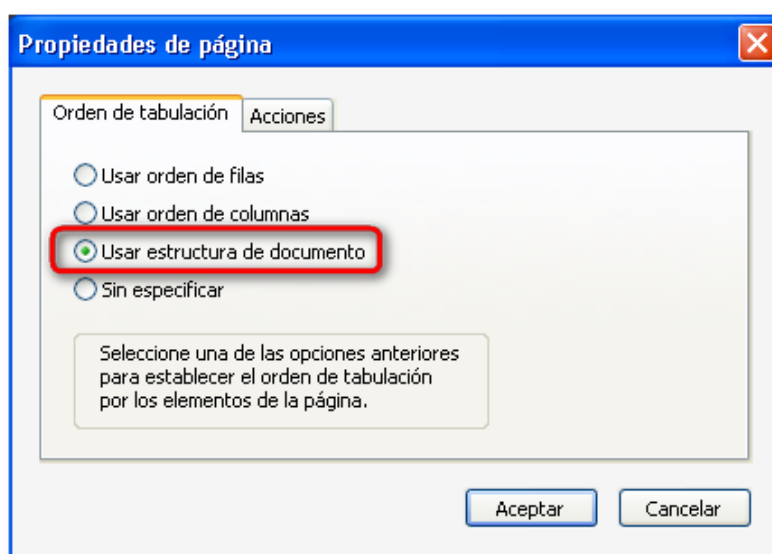 Propiedades de página
Orden de tabulación
Acciones
Usar orden de filas
Usar orden de columnas
Usar estructura de documento
Sin especificar
Seleccione una de las opciones anteriores
para establecer el orden de tabulación
por los elementos de la página.
Aceptar
Cancelar